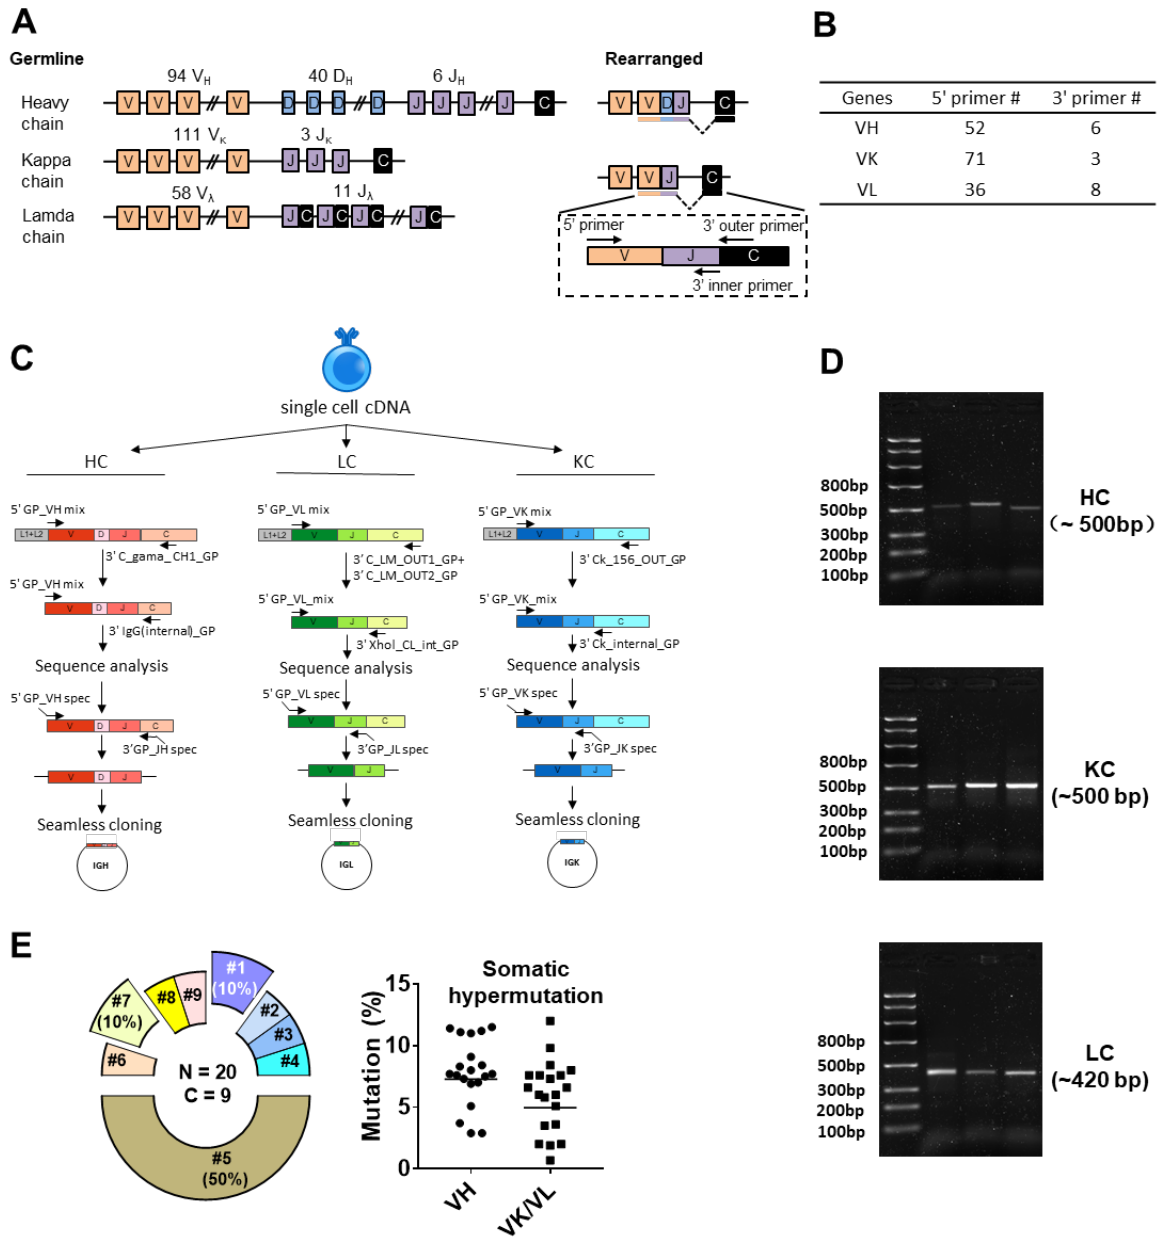 A
Germline
Rearranged
94 VH
40 DH
6 JH
Heavy
chain
V V V V D D D D J J J J C
V V D J C
111 Vκ
3 Jκ
Kappa
chain
V V V V J J J C
V V J C
58 Vλ
11 Jλ
Lamda
chain
V V V V J C J C J C J C
5' primer
3' outer primer
V J C
3' inner primer
B
Genes 5' primer # 3' primer #
VH 52 6
VK 71 3
VL 36 8
C
single cell cDNA
HC
LC
KC
5' GP_VH mix
L1+L2 V D J C
3' C_gama_CH1_GP
5' GP_VH mix
V D J C
3' IgG(internal)_GP
Sequence analysis
5' GP_VH spec
V D J C
3'GP_JH spec
V D J
Seamless cloning
IGH
5' GP_VL mix
L1+L2 V J C
3' C_LM_OUT1_GP+
3' C_LM_OUT2_GP
5' GP_VL_mix
V J C
3' Xhol_CL_int_GP
Sequence analysis
5' GP_VL spec
V J C
3'GP_JL spec
V J
Seamless cloning
IGL
5' GP_VK mix
L1+L2 V J C
3' Ck_156_OUT_GP
5' GP_VK_mix
V J C
3' Ck_internal_GP
Sequence analysis
5' GP_VK spec
V J C
3'GP_JK spec
V J
Seamless cloning
IGK
D
800bp
500bp
300bp
200bp
100bp
HC
(~ 500bp)
800bp
500bp
300bp
200bp
100bp
KC
(~500 bp)
800bp
500bp
300bp
200bp
100bp
LC
(~420 bp)
E
#1
(10%)
#2
#3
#4
#5
(50%)
#6
#7
(10%)
#8
#9
N = 20
C = 9
Somatic
hypermutation
Mutation (%)
15
10
5
0
VH
VK/VL